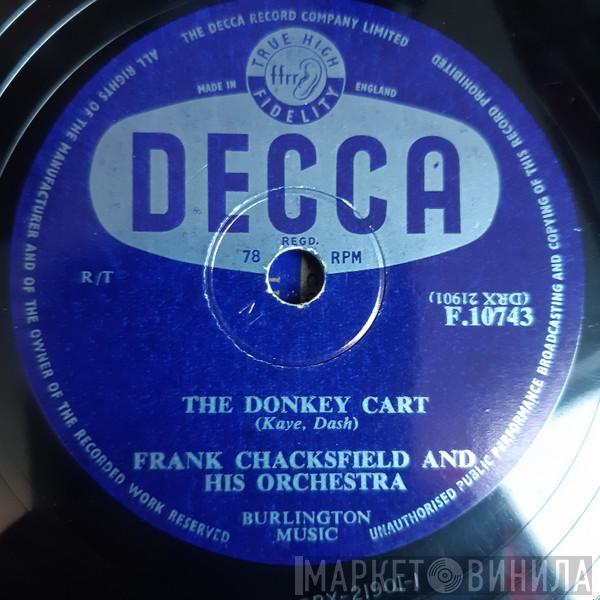 THE DECCA RECORD COMPANY LIMITED
ALL RIGHTS OF THE MANUFACTURER AND OF THE OWNER OF THE RECORDED WORK RESERVED
UNAUTHORISED PUBLIC PERFORMANCE BROADCASTING AND COPYING OF THIS RECORD PROHIBITED
TRUE HIGH
ffrr
FIDELITY
MADE IN ENGLAND
DECCA
REGD.
78 RPM
R/T
(DRX 21901)
F.10743
THE DONKEY CART
(Kaye, Dash)
FRANK CHACKSFIELD AND
HIS ORCHESTRA
BURLINGTON
MUSIC
МАРКЕТ ВИНИЛА
DRX-21901-1